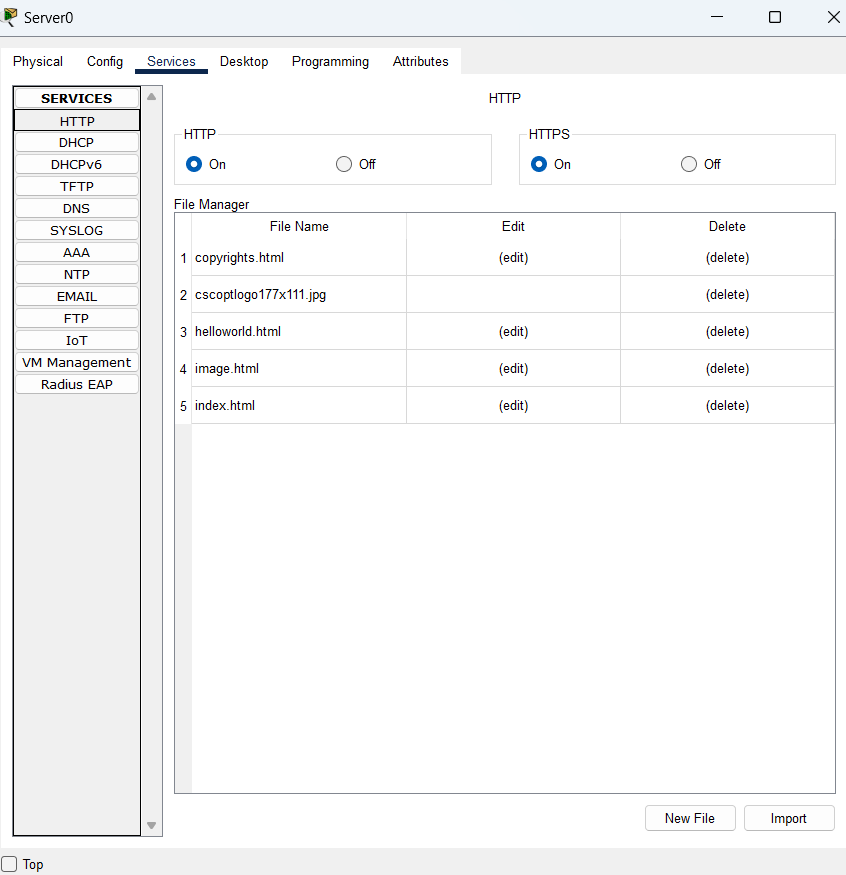 Server0
Physical Config Services Desktop Programming Attributes
SERVICES
HTTP
DHCP
DHCPv6
TFTP
DNS
SYSLOG
AAA
NTP
EMAIL
FTP
IoT
VM Management
Radius EAP
HTTP
HTTP
On Off
HTTPS
On Off
File Manager
File Name Edit Delete
1 copyrights.html (edit) (delete)
2 cscoptlogo177x111.jpg (delete)
3 helloworld.html (edit) (delete)
4 image.html (edit) (delete)
5 index.html (edit) (delete)
New File Import
Top